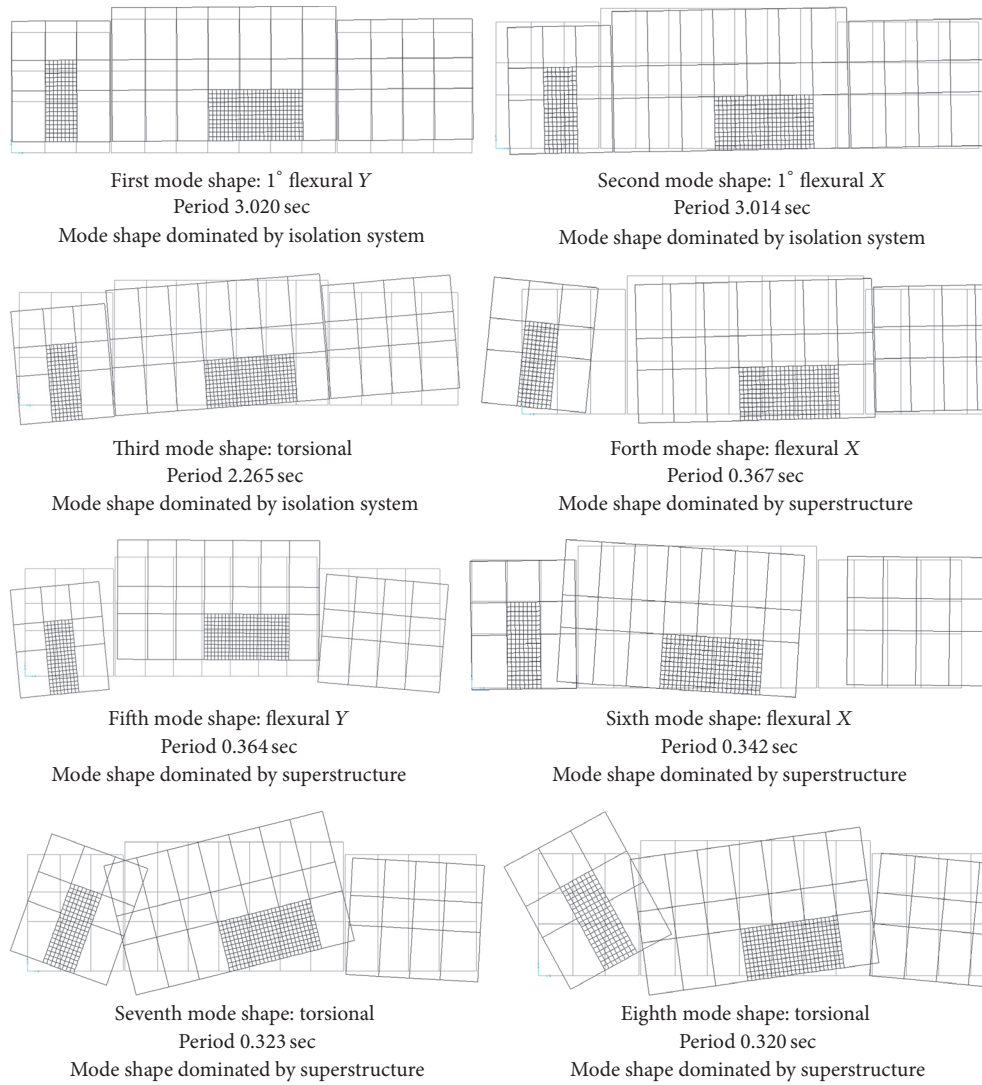 First mode shape: 1° flexural Y
Period 3.020 sec
Mode shape dominated by isolation system
Second mode shape: 1° flexural X
Period 3.014 sec
Mode shape dominated by isolation system
Third mode shape: torsional
Period 2.265 sec
Mode shape dominated by isolation system
Forth mode shape: flexural X
Period 0.367 sec
Mode shape dominated by superstructure
Fifth mode shape: flexural Y
Period 0.364 sec
Mode shape dominated by superstructure
Sixth mode shape: flexural X
Period 0.342 sec
Mode shape dominated by superstructure
Seventh mode shape: torsional
Period 0.323 sec
Mode shape dominated by superstructure
Eighth mode shape: torsional
Period 0.320 sec
Mode shape dominated by superstructure